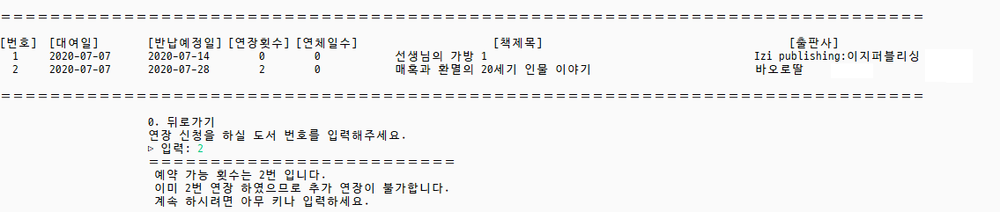 ==========================================================================================
[번호] [대여일] [반납예정일] [연장횟수] [연체일수] [책제목] [출판사]
1 2020-07-07 2020-07-14 0 0 선생님의 가방 1 Izi publishing:이지퍼블리싱
2 2020-07-07 2020-07-28 2 0 매혹과 환멸의 20세기 인물 이야기 바오로딸
==========================================================================================
0. 뒤로가기
연장 신청을 하실 도서 번호를 입력해주세요.
▷ 입력: 2
=========================
예약 가능 횟수는 2번 입니다.
이미 2번 연장 하였으므로 추가 연장이 불가합니다.
계속 하시려면 아무 키나 입력하세요.